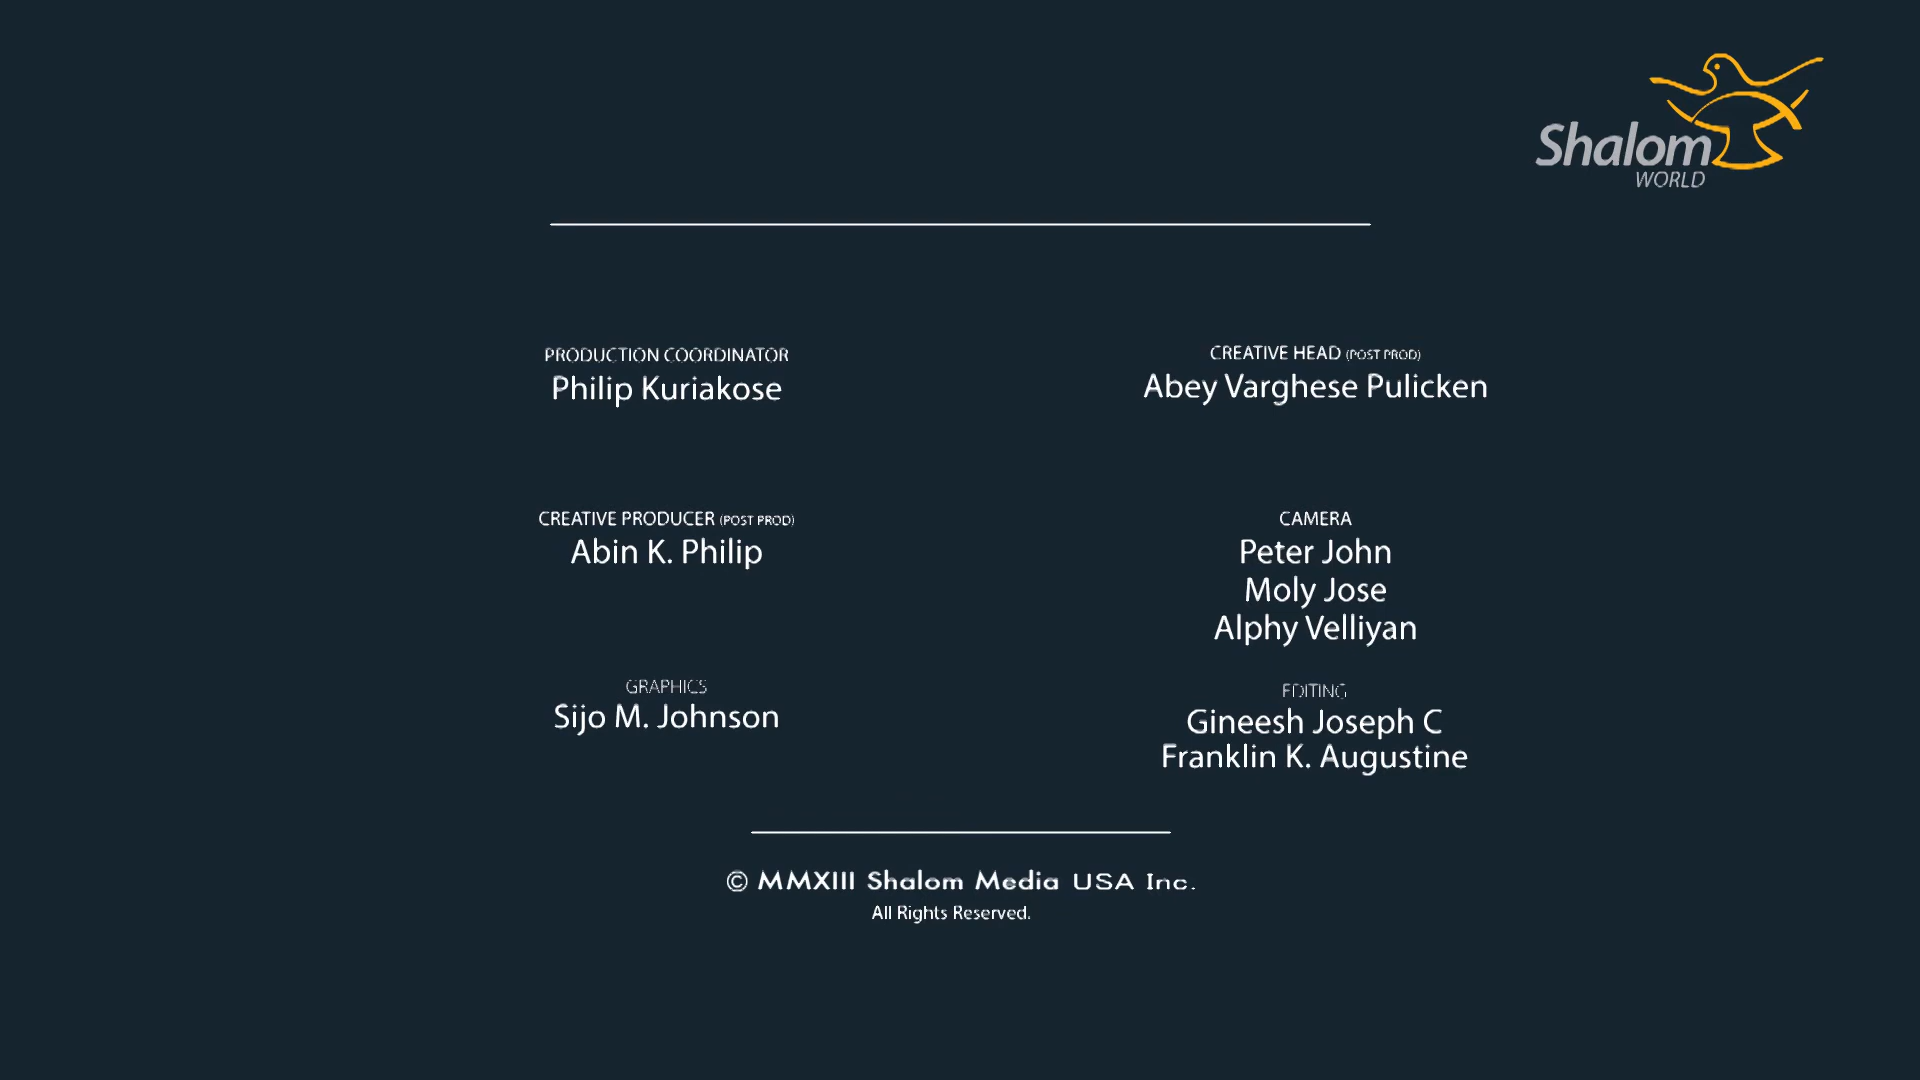 Shalom
WORLD
PRODUCTION COORDINATOR
Philip Kuriakose
CREATIVE HEAD (POST PROD)
Abey Varghese Pulicken
CREATIVE PRODUCER (POST PROD)
Abin K. Philip
CAMERA
Peter John
Moly Jose
Alphy Velliyan
GRAPHICS
Sijo M. Johnson
EDITING
Gineesh Joseph C
Franklin K. Augustine
© MMXIII Shalom Media USA Inc.
All Rights Reserved.